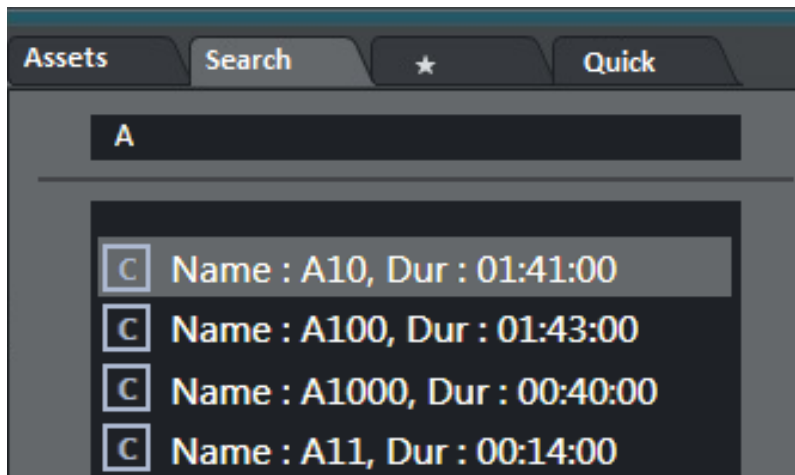 Assets Search ★ Quick
A
C Name : A10, Dur : 01:41:00
C Name : A100, Dur : 01:43:00
C Name : A1000, Dur : 00:40:00
C Name : A11, Dur : 00:14:00